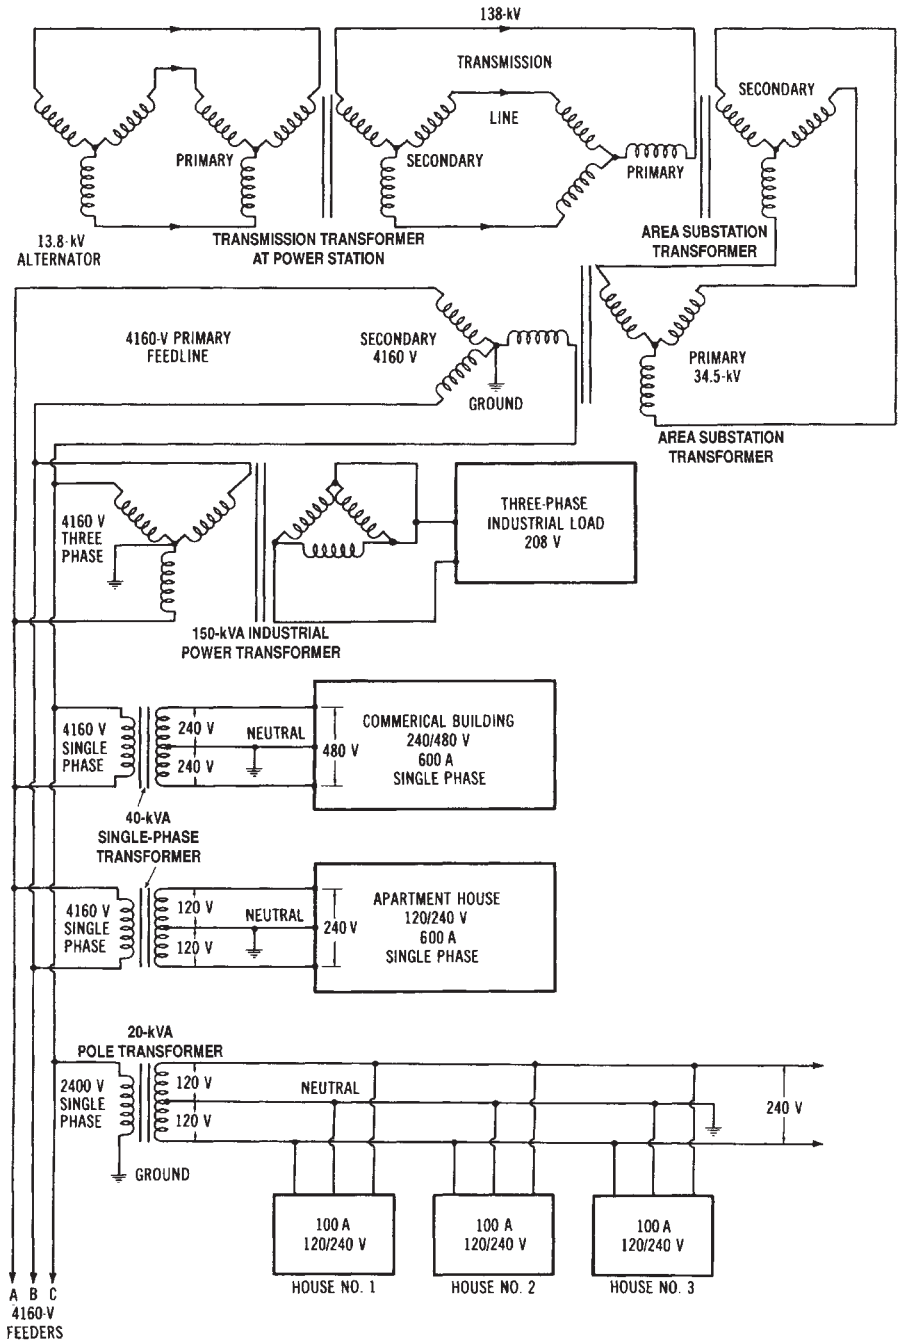 138-kV
TRANSMISSION
LINE
SECONDARY
PRIMARY
SECONDARY
PRIMARY
13.8-kV
ALTERNATOR
TRANSMISSION TRANSFORMER
AT POWER STATION
AREA SUBSTATION
TRANSFORMER
4160-V PRIMARY
FEEDLINE
SECONDARY
4160 V
GROUND
PRIMARY
34.5-kV
AREA SUBSTATION
TRANSFORMER
4160 V
THREE
PHASE
THREE-PHASE
INDUSTRIAL LOAD
208 V
150-kVA INDUSTRIAL
POWER TRANSFORMER
4160 V
SINGLE
PHASE
240 V
240 V
NEUTRAL
480 V
COMMERICAL BUILDING
240/480 V
600 A
SINGLE PHASE
40-kVA
SINGLE-PHASE
TRANSFORMER
4160 V
SINGLE
PHASE
120 V
120 V
NEUTRAL
240 V
APARTMENT HOUSE
120/240 V
600 A
SINGLE PHASE
20-kVA
POLE TRANSFORMER
2400 V
SINGLE
PHASE
120 V
120 V
NEUTRAL
240 V
GROUND
100 A
120/240 V
HOUSE NO. 1
100 A
120/240 V
HOUSE NO. 2
100 A
120/240 V
HOUSE NO. 3
A B C
4160-V
FEEDERS